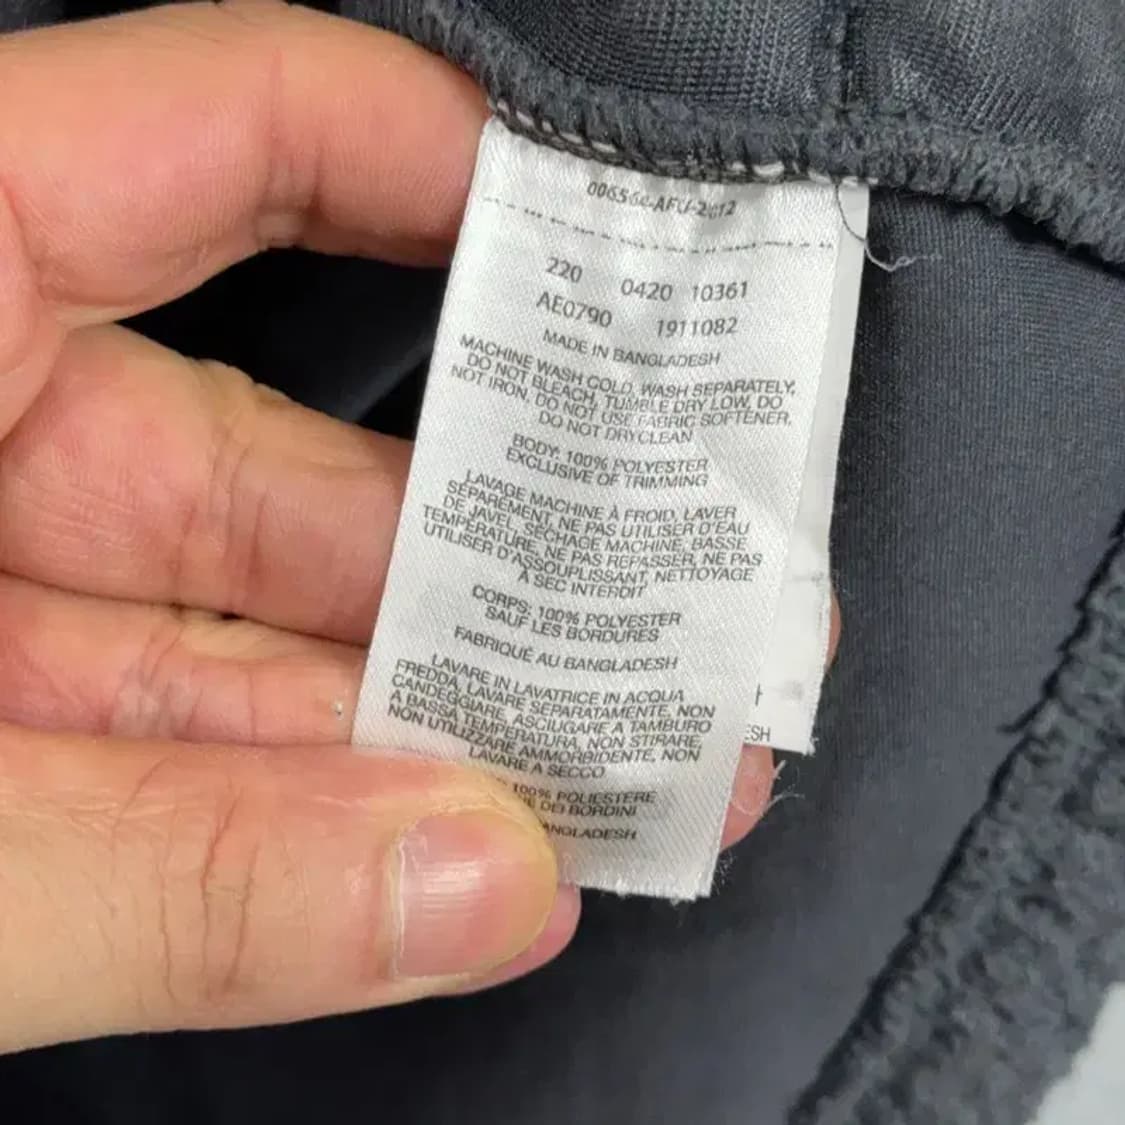 220 0420 10361
AE0790 1911082
MADE IN BANGLADESH
MACHINE WASH COLD, WASH SEPARATELY,
DO NOT BLEACH, TUMBLE DRY LOW, DO
NOT IRON, DO NOT USE FABRIC SOFTENER,
DO NOT DRYCLEAN
BODY: 100% POLYESTER
EXCLUSIVE OF TRIMMING
LAVAGE MACHINE À FROID, LAVER
SÉPAREMENT, NE PAS UTILISER D'EAU
DE JAVEL, SÉCHAGE MACHINE, BASSE
TEMPÉRATURE, NE PAS REPASSER, NE PAS
UTILISER D'ASSOUPLISSANT, NETTOYAGE
À SEC INTERDIT
CORPS: 100% POLYESTER
SAUF LES BORDURES
FABRIQUÉ AU BANGLADESH
LAVARE IN LAVATRICE IN ACQUA
FREDDA, LAVARE SEPARATAMENTE, NON
CANDEGGIARE, ASCIUGARE A TAMBURO
A BASSA TEMPERATURA, NON STIRARE,
NON UTILIZZARE AMMORBIDENTE, NON
LAVARE A SECCO
100% POLIESTERE
DEI BORDINI
ANGLADESH
ESH